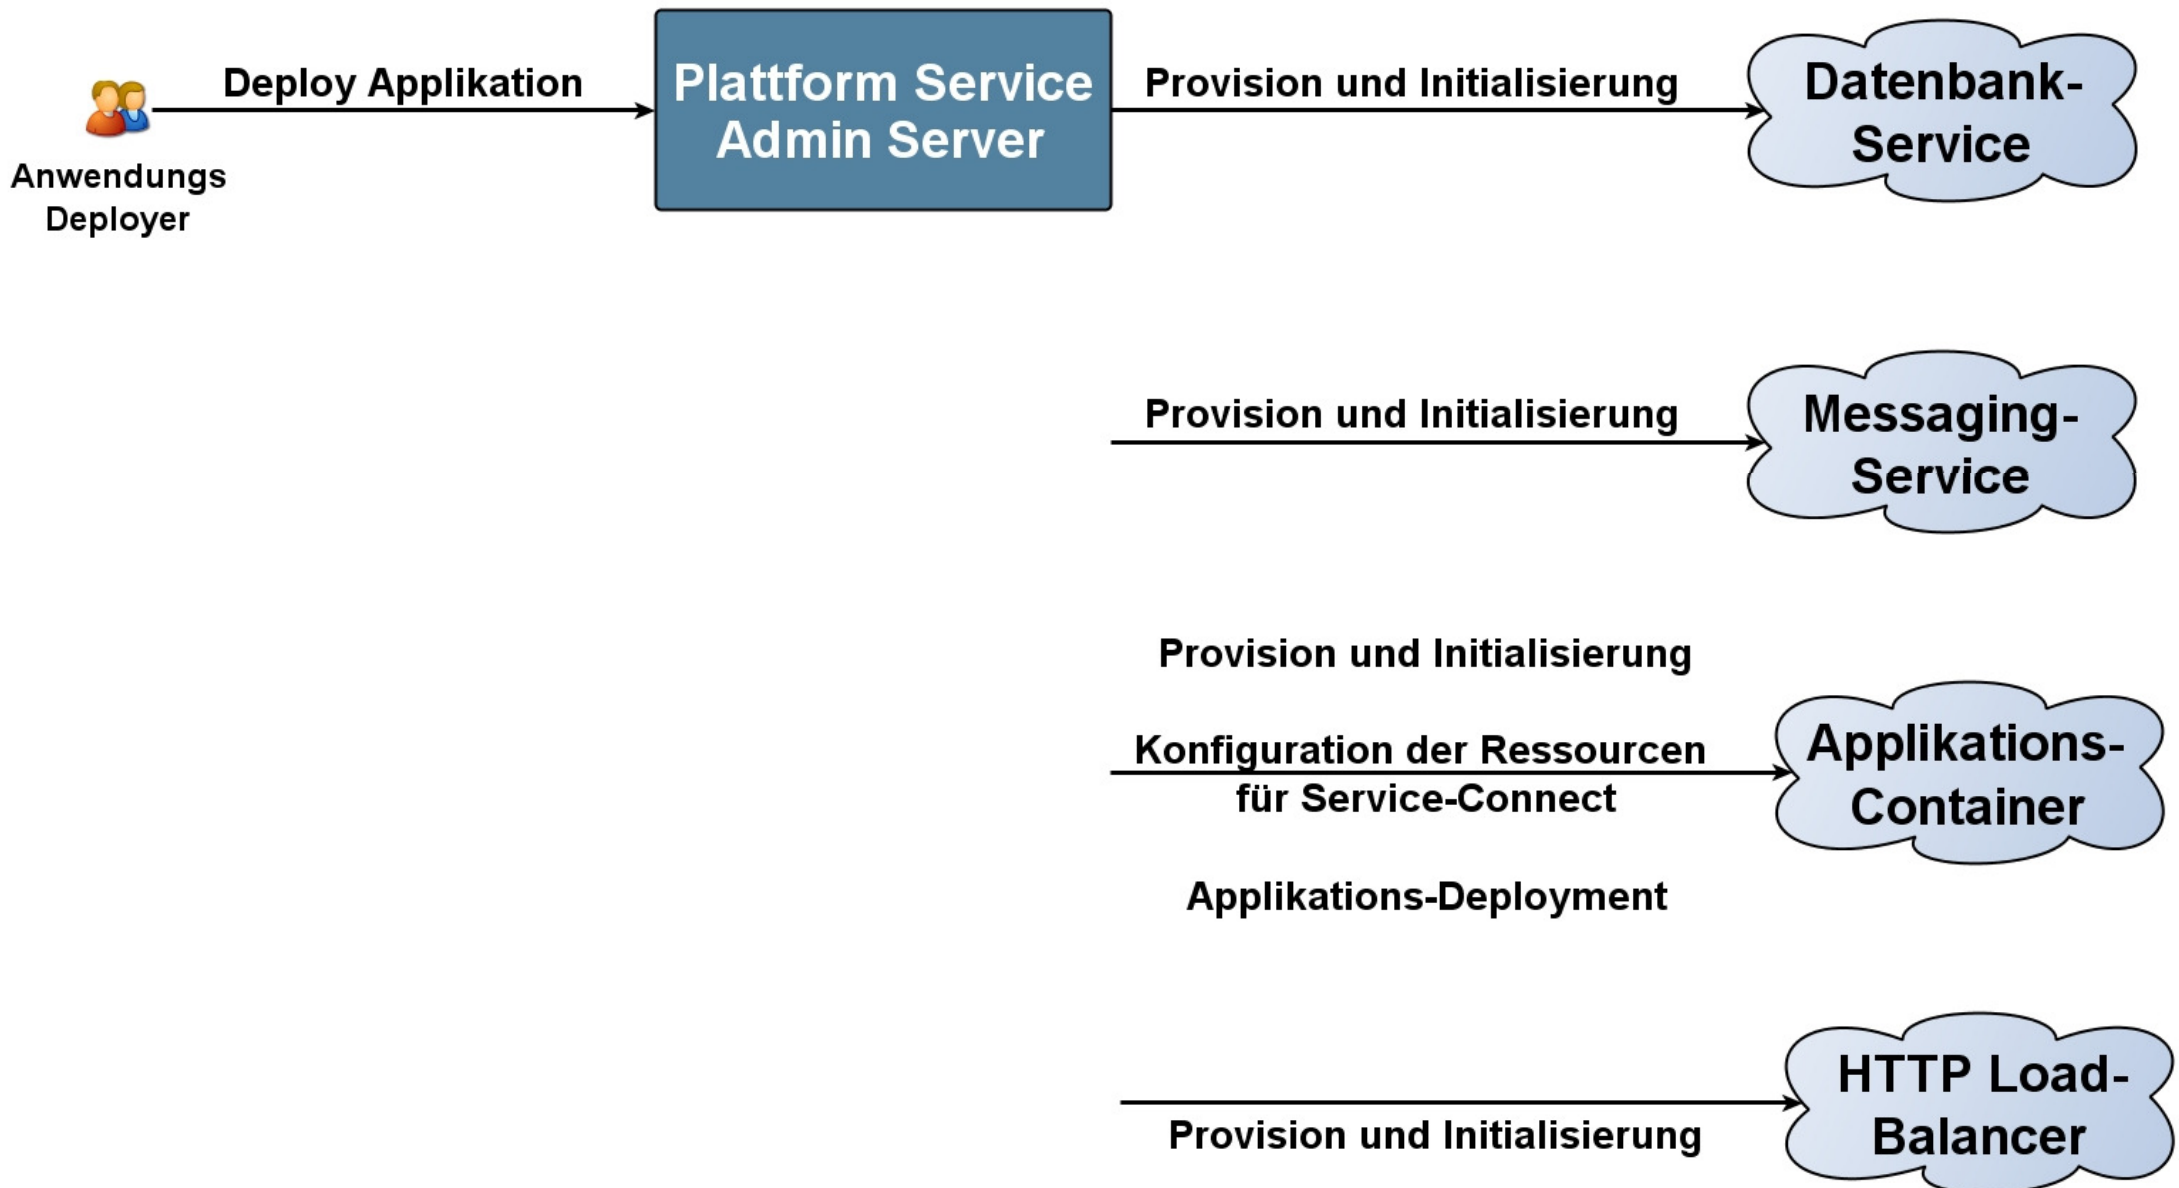 Deploy Applikation
Anwendungs
Deployer
Plattform Service
Admin Server
Provision und Initialisierung
Datenbank-
Service
Provision und Initialisierung
Messaging-
Service
Provision und Initialisierung
Konfiguration der Ressourcen
für Service-Connect
Applikations-Deployment
Applikations-
Container
Provision und Initialisierung
HTTP Load-
Balancer